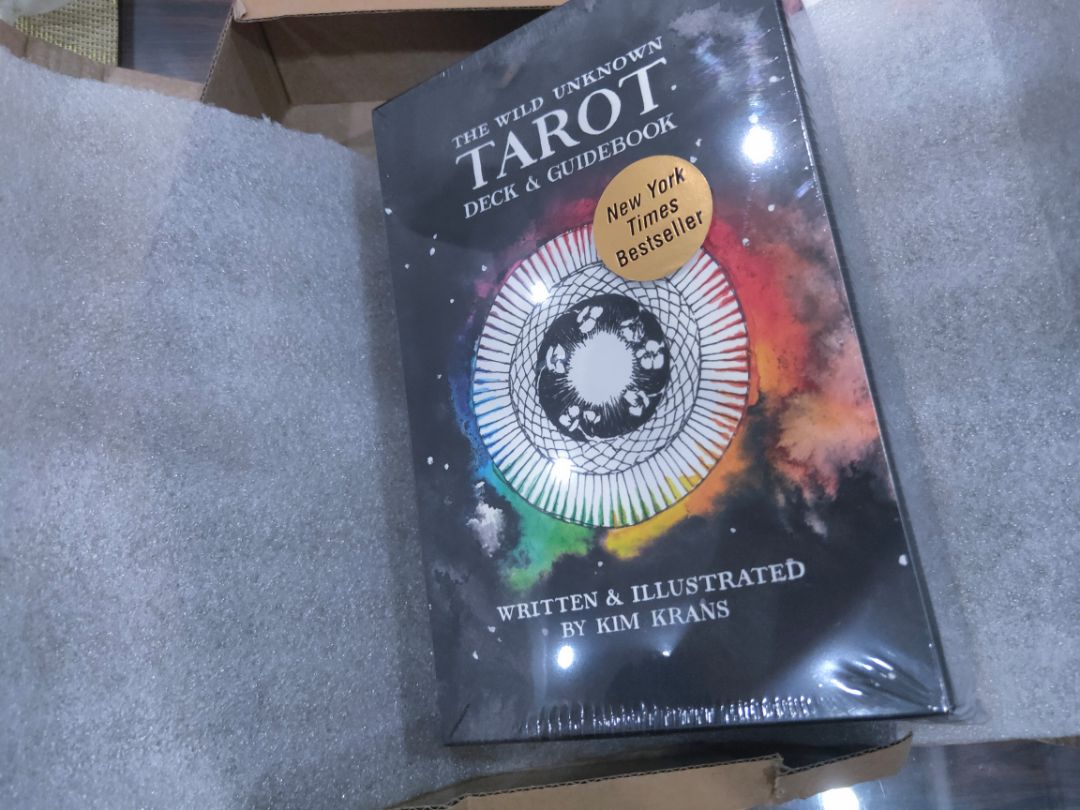 THE WILD UNKNOWN
TAROT
DECK & GUIDEBOOK
New York
Times
Bestseller
WRITTEN & ILLUSTRATED
BY KIM KRANS